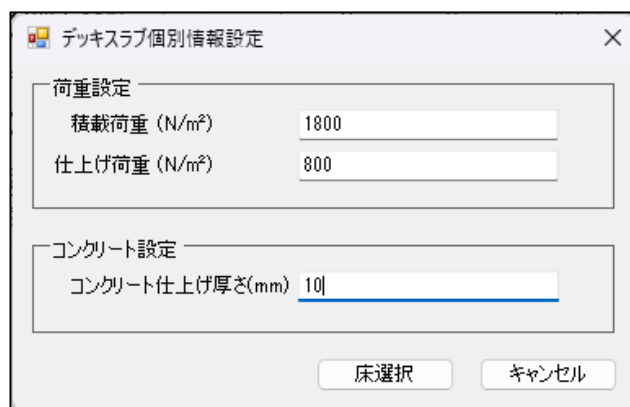 デッキスラブ個別情報設定
荷重設定
積載荷重 (N/m²)
1800
仕上げ荷重 (N/m²)
800
コンクリート設定
コンクリート仕上げ厚さ(mm)
10
床選択
キャンセル